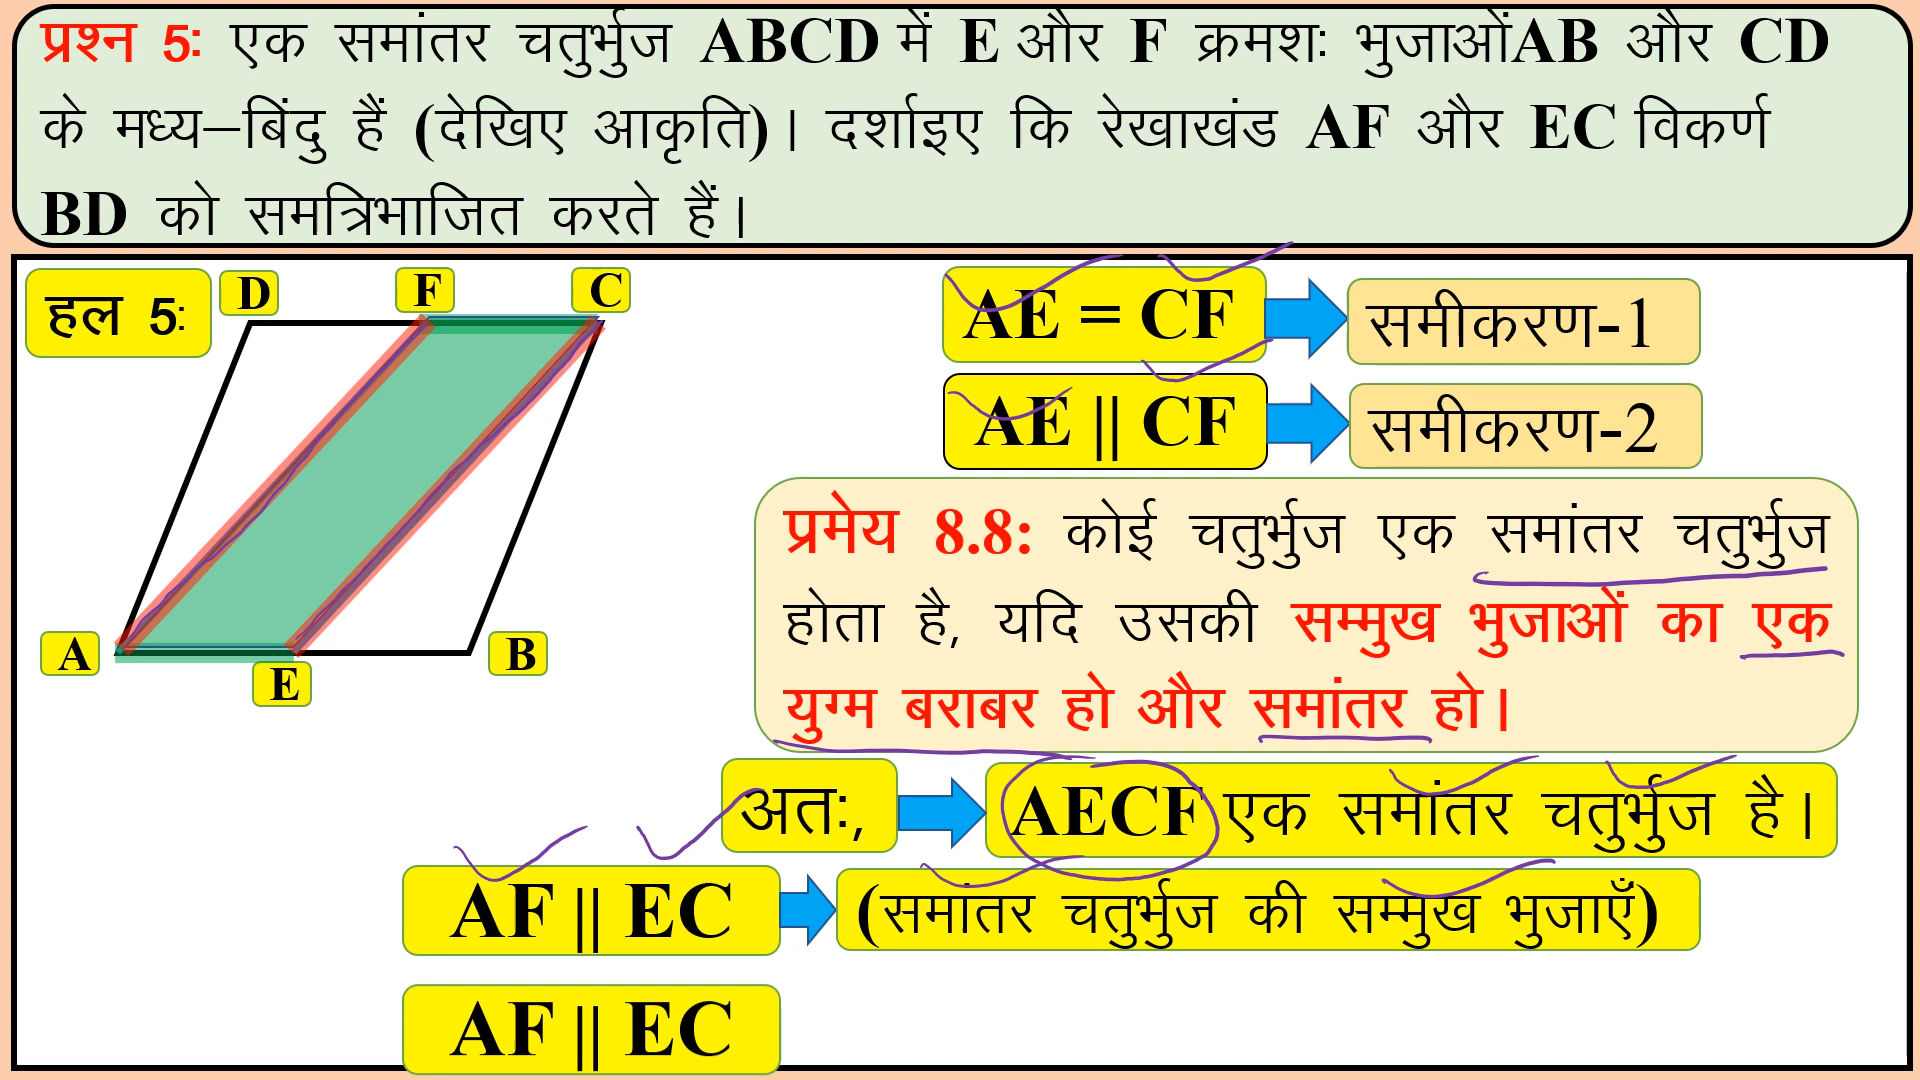 प्रश्न 5: एक समांतर चतुर्भुज ABCD में E और F क्रमशः भुजाओंAB और CD
के मध्य–बिंदु हैं (देखिए आकृति)। दर्शाइए कि रेखाखंड AF और EC विकर्ण
BD को समत्रिभाजित करते हैं।
हल 5:
D
F
C
A
E
B
AE = CF
समीकरण-1
AE || CF
समीकरण-2
प्रमेय 8.8: कोई चतुर्भुज एक समांतर चतुर्भुज
होता है, यदि उसकी सम्मुख भुजाओं का एक
युग्म बराबर हो और समांतर हो।
अतः,
AECF एक समांतर चतुर्भुज है।
AF || EC
(समांतर चतुर्भुज की सम्मुख भुजाएँ)
AF || EC